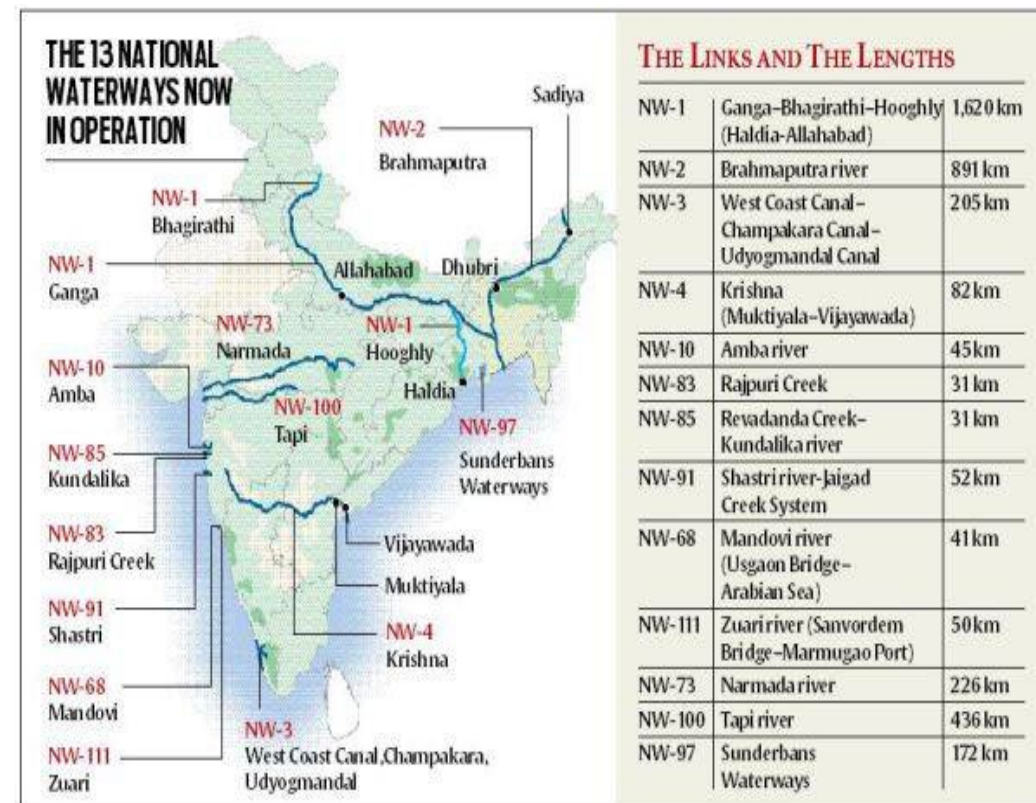 THE 13 NATIONAL
WATERWAYS NOW
IN OPERATION
Sadiya
NW-2
Brahmaputra
NW-1
Bhagirathi
NW-1
Ganga
Allahabad
Dhubri
NW-73
Narmada
NW-1
Hooghly
NW-10
Amba
Haldia
NW-100
Tapi
NW-97
Sunderbans
Waterways
NW-85
Kundalika
NW-83
Rajpuri Creek
Vijayawada
Muktiyala
NW-91
Shastri
NW-4
Krishna
NW-68
Mandovi
NW-3
West Coast Canal,Champakara,
Udyogmandal
NW-111
Zuari
THE LINKS AND THE LENGTHS
NW-1 Ganga–Bhagirathi–Hooghly 1,620 km
(Haldia-Allahabad)
NW-2 Brahmaputra river 891 km
NW-3 West Coast Canal– 205 km
Champakara Canal–
Udyogmandal Canal
NW-4 Krishna 82 km
(Muktiyala–Vijayawada)
NW-10 Amba river 45 km
NW-83 Rajpuri Creek 31 km
NW-85 Revadanda Creek– 31 km
Kundalika river
NW-91 Shastri river-Jaigad 52 km
Creek System
NW-68 Mandovi river 41 km
(Usgaon Bridge–
Arabian Sea)
NW-111 Zuari river (Sanvordem 50 km
Bridge–Marmugao Port)
NW-73 Narmada river 226 km
NW-100 Tapi river 436 km
NW-97 Sunderbans 172 km
Waterways